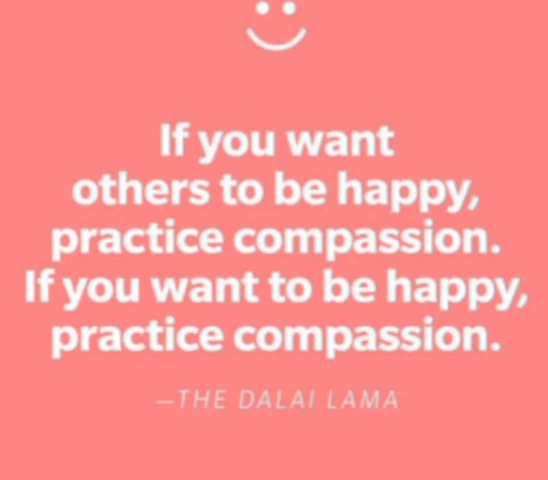 If you want
others to be happy,
practice compassion.
If you want to be happy,
practice compassion.
—THE DALAI LAMA